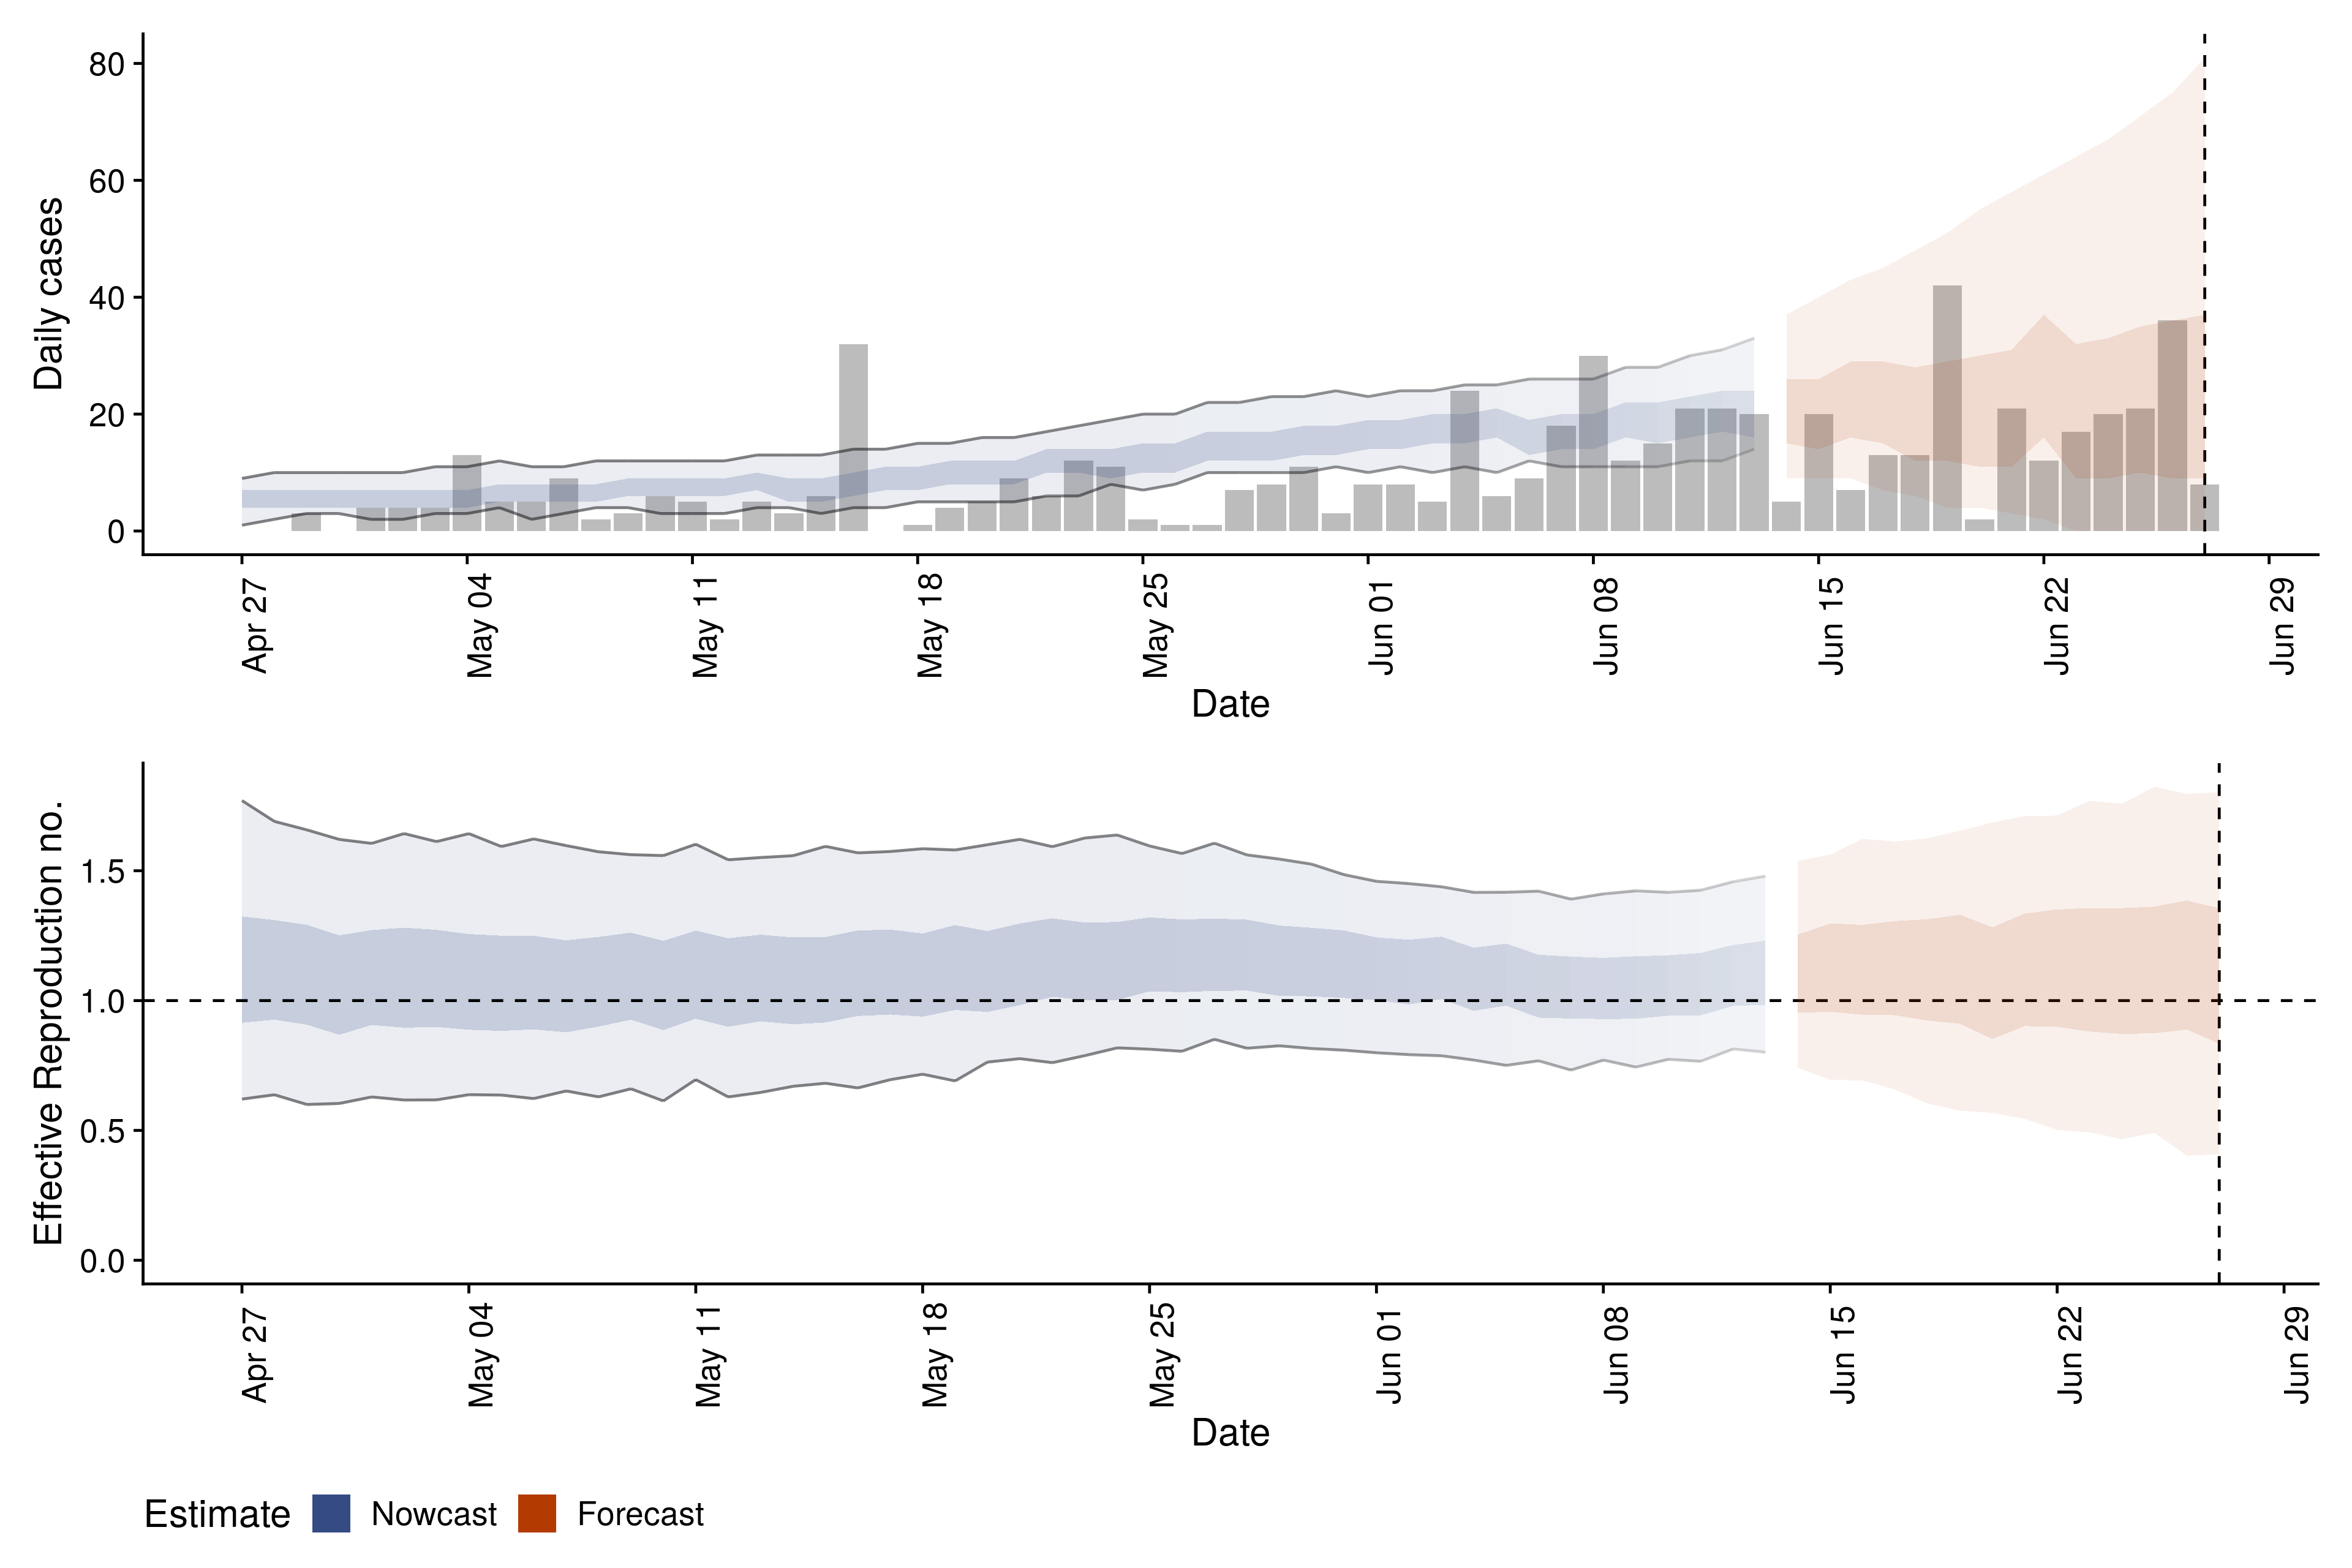 Daily cases
80
60
40
20
0
Apr 27 May 04 May 11 May 18 May 25 Jun 01 Jun 08 Jun 15 Jun 22 Jun 29
Date
Effective Reproduction no.
1.5
1.0
0.5
0.0
Apr 27 May 04 May 11 May 18 May 25 Jun 01 Jun 08 Jun 15 Jun 22 Jun 29
Date
Estimate Nowcast Forecast